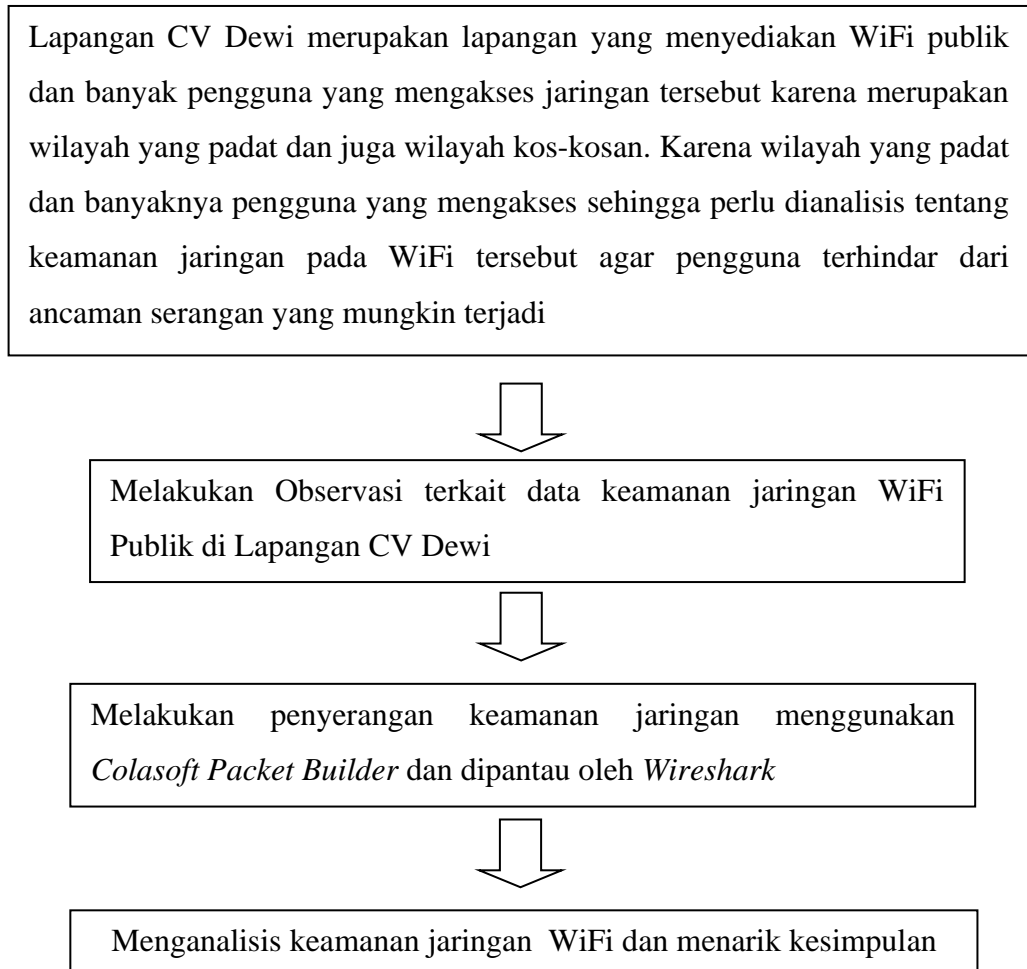 Lapangan CV Dewi merupakan lapangan yang menyediakan WiFi publik
dan banyak pengguna yang mengakses jaringan tersebut karena merupakan
wilayah yang padat dan juga wilayah kos-kosan. Karena wilayah yang padat
dan banyaknya pengguna yang mengakses sehingga perlu dianalisis tentang
keamanan jaringan pada WiFi tersebut agar pengguna terhindar dari
ancaman serangan yang mungkin terjadi
Melakukan Observasi terkait data keamanan jaringan WiFi
Publik di Lapangan CV Dewi
Melakukan penyerangan keamanan jaringan menggunakan
Colasoft Packet Builder dan dipantau oleh Wireshark
Menganalisis keamanan jaringan WiFi dan menarik kesimpulan